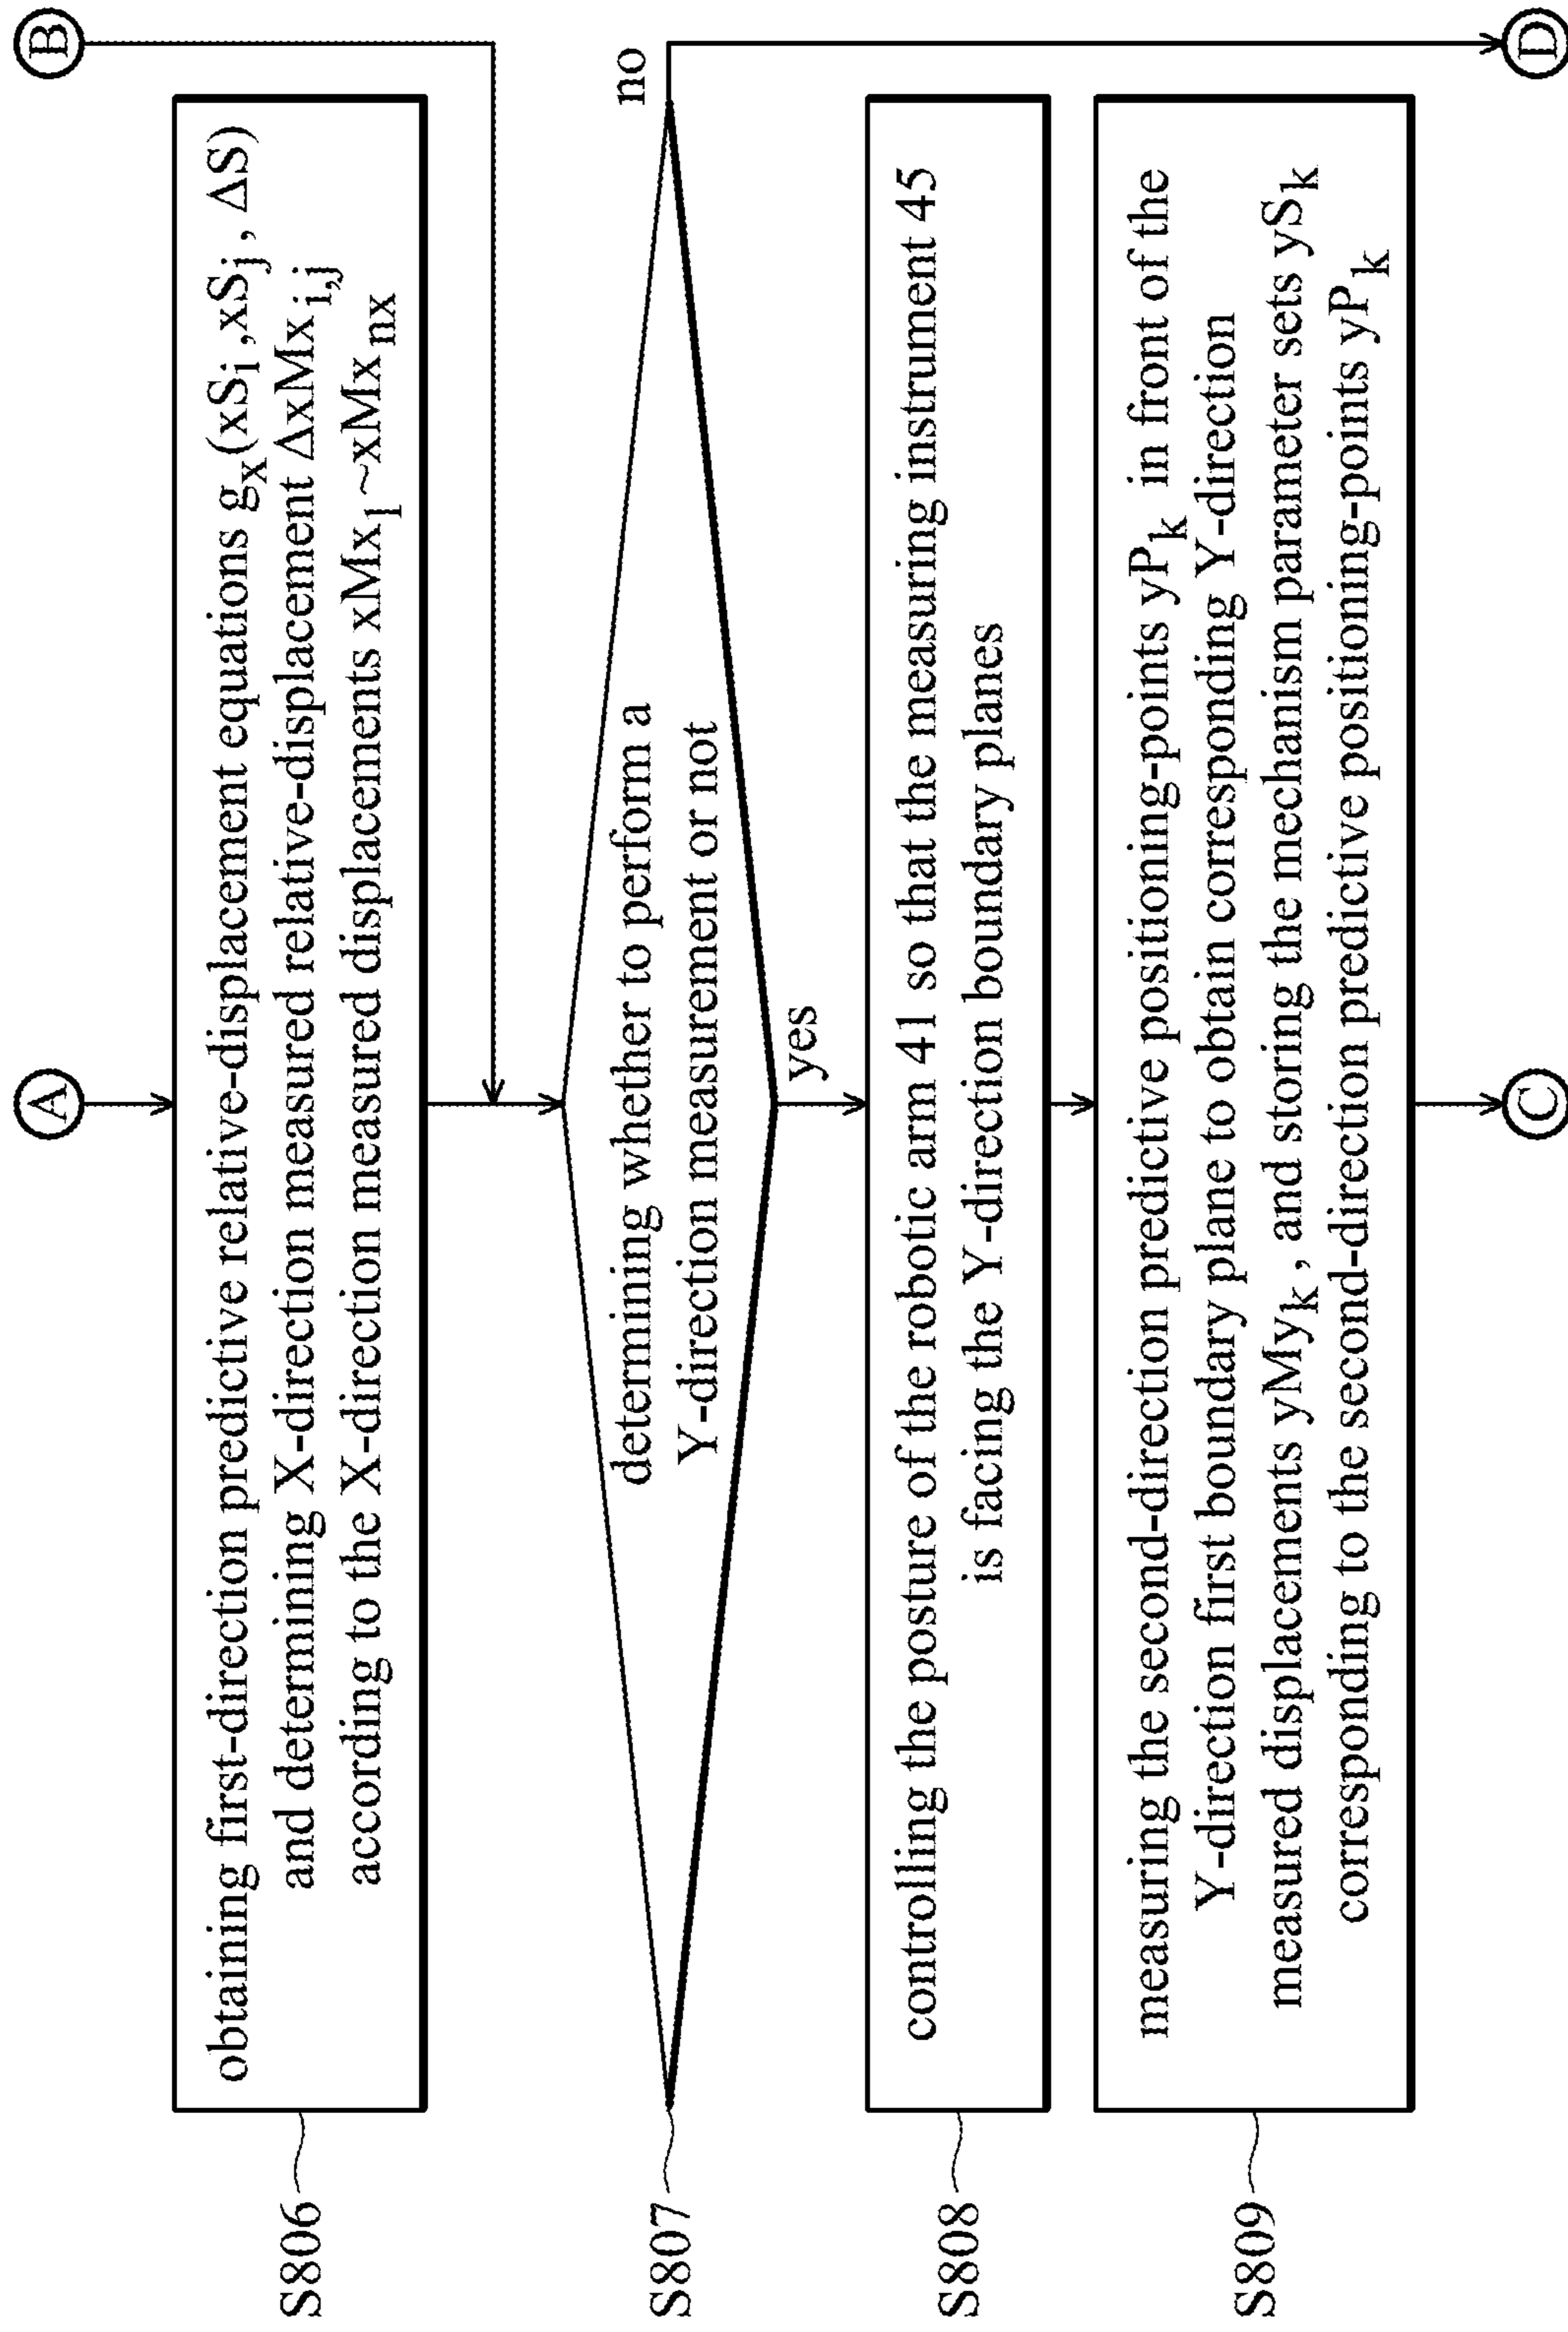 A
B
S806
obtaining first-direction predictive relative-displacement equations gx(xSi,xSj, ΔS)
and determining X-direction measured relative-displacement ΔxMxi,j
according to the X-direction measured displacements xMx1~xMxnx
S807
determining whether to perform a
Y-direction measurement or not
no
yes
S808
controlling the posture of the robotic arm 41 so that the measuring instrument 45
is facing the Y-direction boundary planes
S809
measuring the second-direction predictive positioning-points yPk in front of the
Y-direction first boundary plane to obtain corresponding Y-direction
measured displacements yMyk, and storing the mechanism parameter sets ySk
corresponding to the second-direction predictive positioning-points yPk
C
D